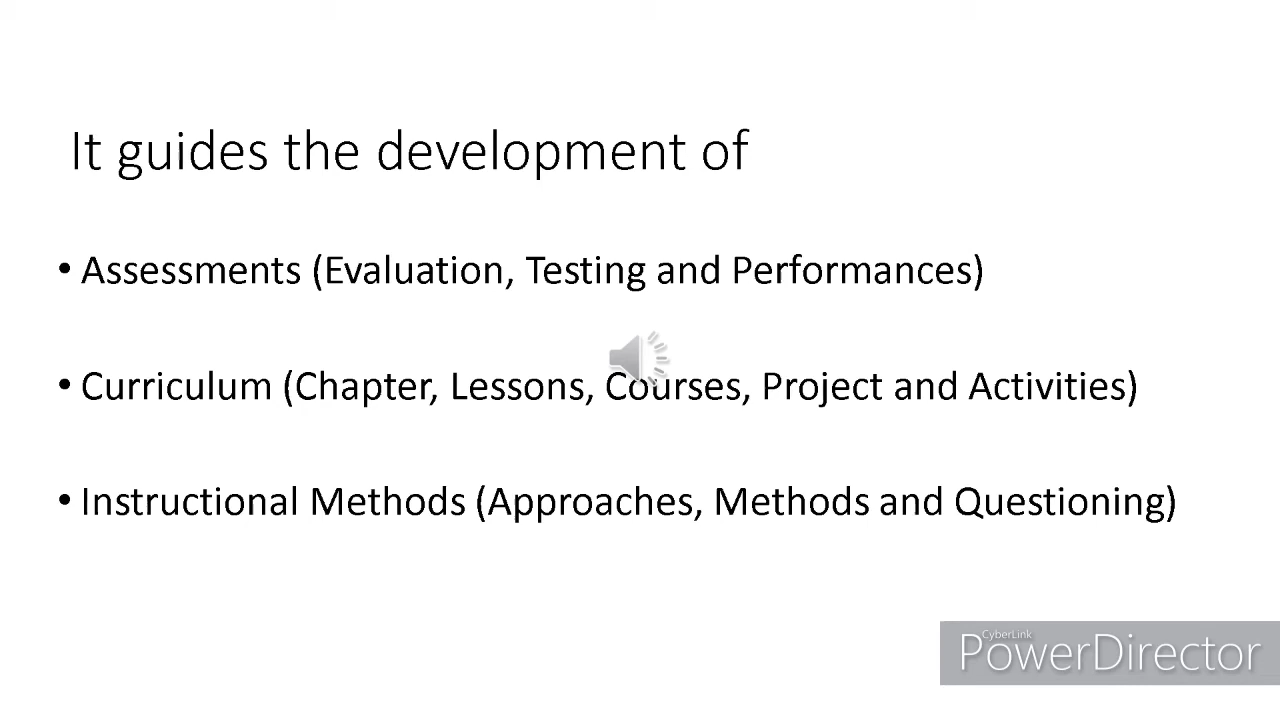 It guides the development of
• Assessments (Evaluation, Testing and Performances)
• Curriculum (Chapter, Lessons, Courses, Project and Activities)
• Instructional Methods (Approaches, Methods and Questioning)
CyberLink
PowerDirector